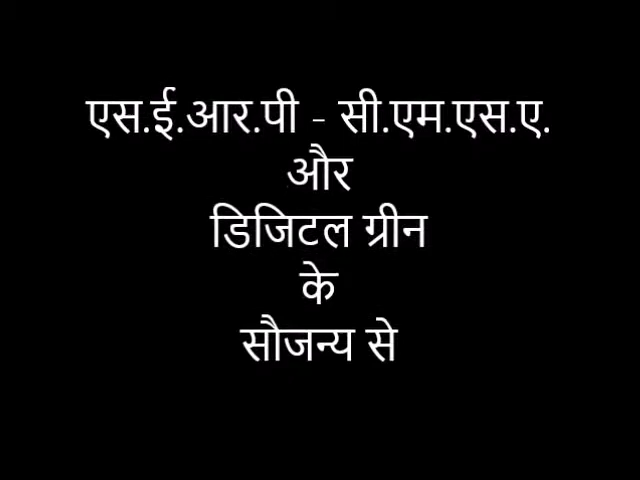 एस.ई.आर.पी - सी.एम.एस.ए.
और
डिजिटल ग्रीन
के
सौजन्य से